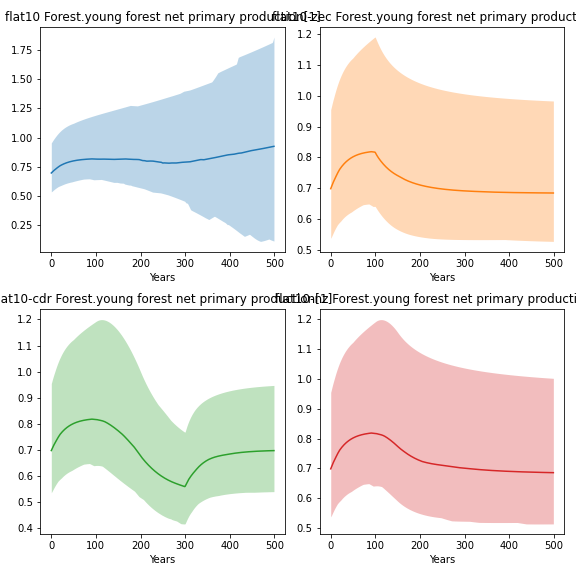 flat10 Forest.young forest net primary production[1]
flat10-zec Forest.young forest net primary product
1.75
1.50
1.25
1.00
0.75
0.50
0.25
0 100 200 300 400 500
Years
1.2
1.1
1.0
0.9
0.8
0.7
0.6
0.5
0 100 200 300 400 500
Years
at10-cdr Forest.young forest net primary production[1]
flat10-nz Forest.young forest net primary producti
1.2
1.1
1.0
0.9
0.8
0.7
0.6
0.5
0.4
0 100 200 300 400 500
Years
1.2
1.1
1.0
0.9
0.8
0.7
0.6
0.5
0 100 200 300 400 500
Years